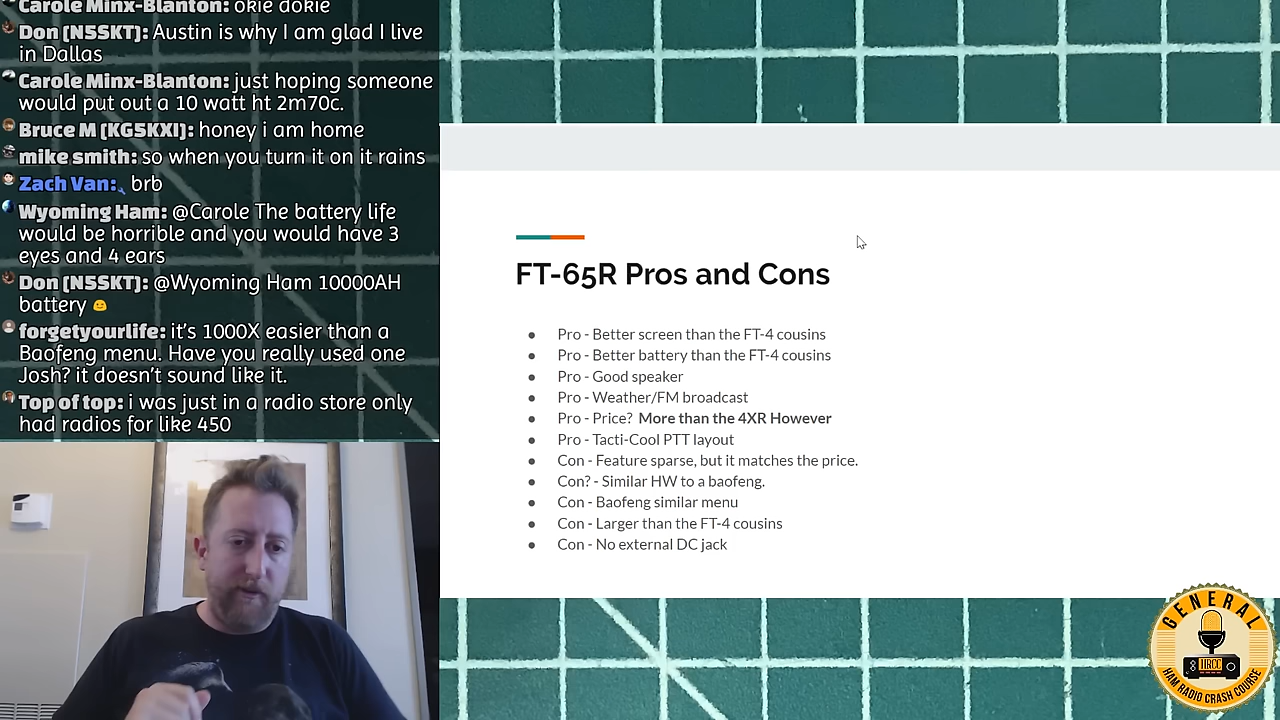 Carole Minx-Blanton: okie dokie
Don (N5SKT): Austin is why I am glad I live
in Dallas
Carole Minx-Blanton: just hoping someone
would put out a 10 watt ht 2m70c.
Bruce M (KG5KXI): honey i am home
mike smith: so when you turn it on it rains
Zach Van: brb
Wyoming Ham: @Carole The battery life
would be horrible and you would have 3
eyes and 4 ears
Don (N5SKT): @Wyoming Ham 10000AH
battery
forgetyourlife: it's 1000X easier than a
Baofeng menu. Have you really used one
Josh? it doesn't sound like it.
Top of top: i was just in a radio store only
had radios for like 450
FT-65R Pros and Cons
● Pro - Better screen than the FT-4 cousins
● Pro - Better battery than the FT-4 cousins
● Pro - Good speaker
● Pro - Weather/FM broadcast
● Pro - Price? More than the 4XR However
● Pro - Tacti-Cool PTT layout
● Con - Feature sparse, but it matches the price.
● Con? - Similar HW to a baofeng.
● Con - Baofeng similar menu
● Con - Larger than the FT-4 cousins
● Con - No external DC jack
GENERAL
HRCC
HAM RADIO CRASH COURSE